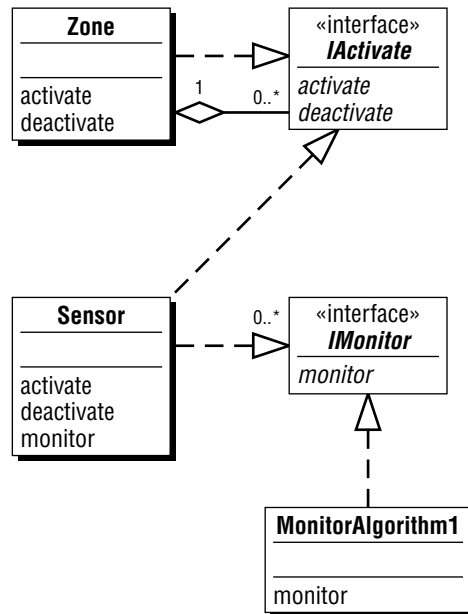 Zone
activate
deactivate
1
0..*
«interface»
IActivate
activate
deactivate
Sensor
activate
deactivate
monitor
0..*
«interface»
IMonitor
monitor
MonitorAlgorithm1
monitor